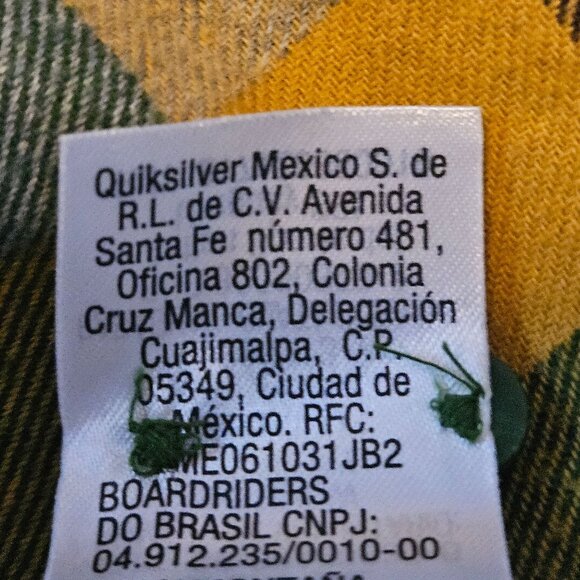 Quiksilver Mexico S. de
R.L. de C.V. Avenida
Santa Fe número 481,
Oficina 802, Colonia
Cruz Manca, Delegación
Cuajimalpa, C.P.
05349, Ciudad de
México. RFC:
BOARDRIDERS
DO BRASIL CNPJ:
04.912.235/0010-00